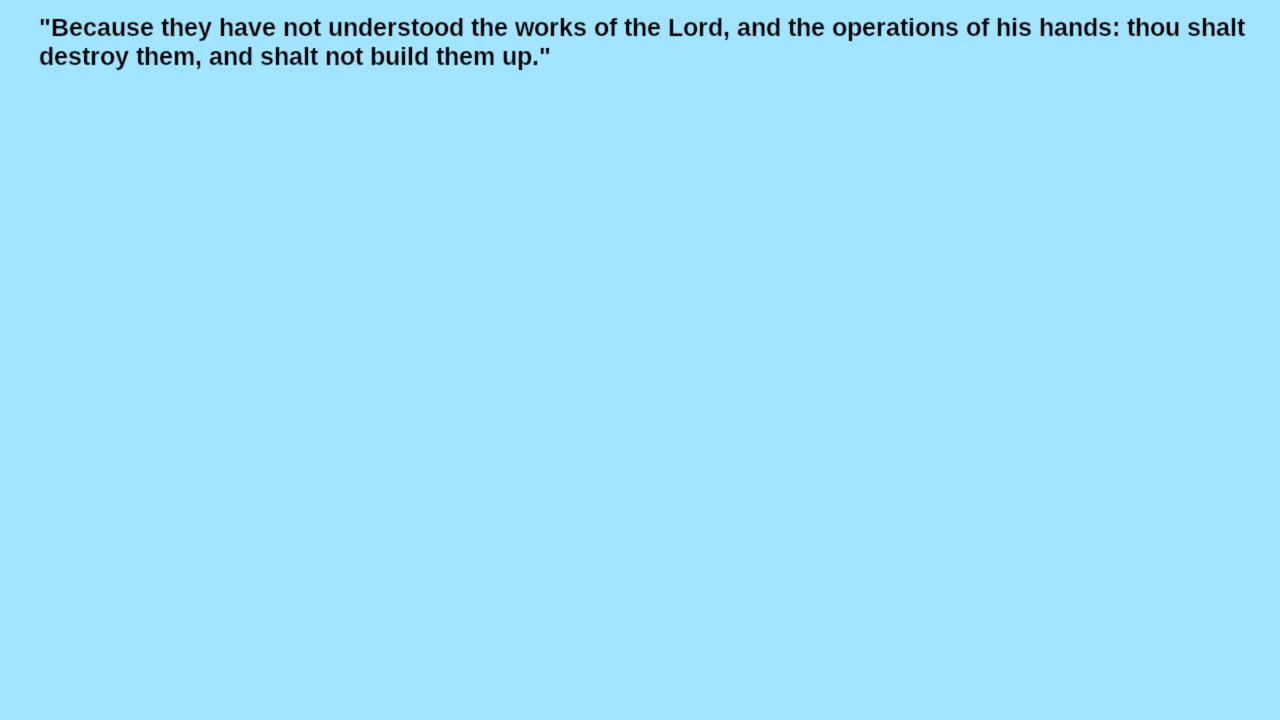 "Because they have not understood the works of the Lord, and the operations of his hands: thou shalt
destroy them, and shalt not build them up."